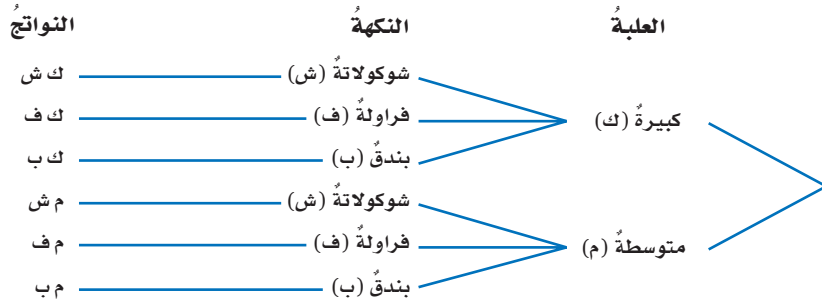 العلبةُ النكهةُ النواتجُ
شوكولاتةٌ (ش) ك ش
كبيرةٌ (ك) فراولةٌ (ف) ك ف
بندقٌ (ب) ك ب
شوكولاتةٌ (ش) م ش
متوسطةٌ (م) فراولةٌ (ف) م ف
بندقٌ (ب) م ب